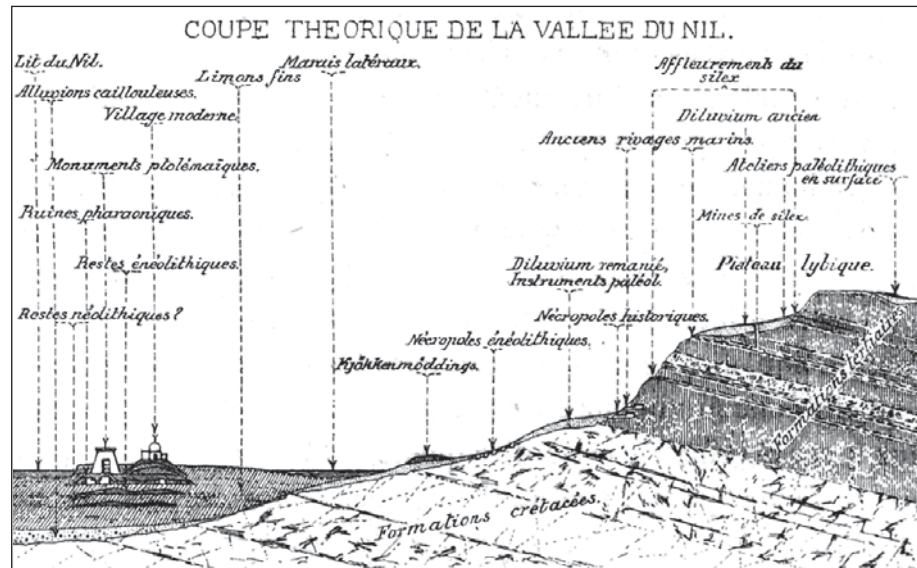 COUPE THEORIQUE DE LA VALLEE DU NIL.
Lit du Nil.
Alluvions caillouleuses.
Village moderne.
Limons fins
Marais latéreaux.
Affleurements du
silex
Diluvium ancien
Anciens rivages marins.
Ateliers paléolithiques
en surface
Monuments ptolémaïques.
Ruines pharaoniques.
Mines de silex.
Restes énéolithiques.
Diluvium remanié,
Instruments paléol.
Plateau lybique.
Restes néolithiques?
Nécropoles historiques.
Nécropoles énéolithiques.
Kjökkenmöddings.
Formations tertiaires
Formations crétacées.